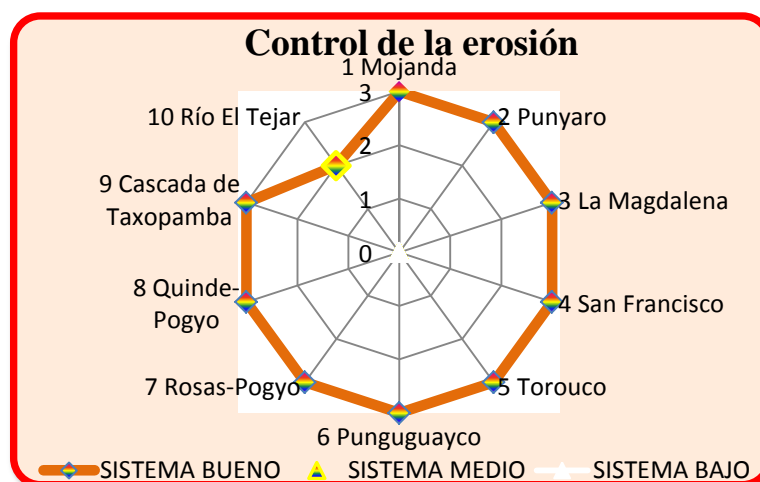 Control de la erosión
1 Mojanda
2 Punyaro
3 La Magdalena
4 San Francisco
5 Torouco
6 Punguguayco
7 Rosas-Pogyo
8 Quinde-
Pogyo
9 Cascada de
Taxopamba
10 Río El Tejar
3
2
1
0
SISTEMA BUENO
SISTEMA MEDIO
SISTEMA BAJO